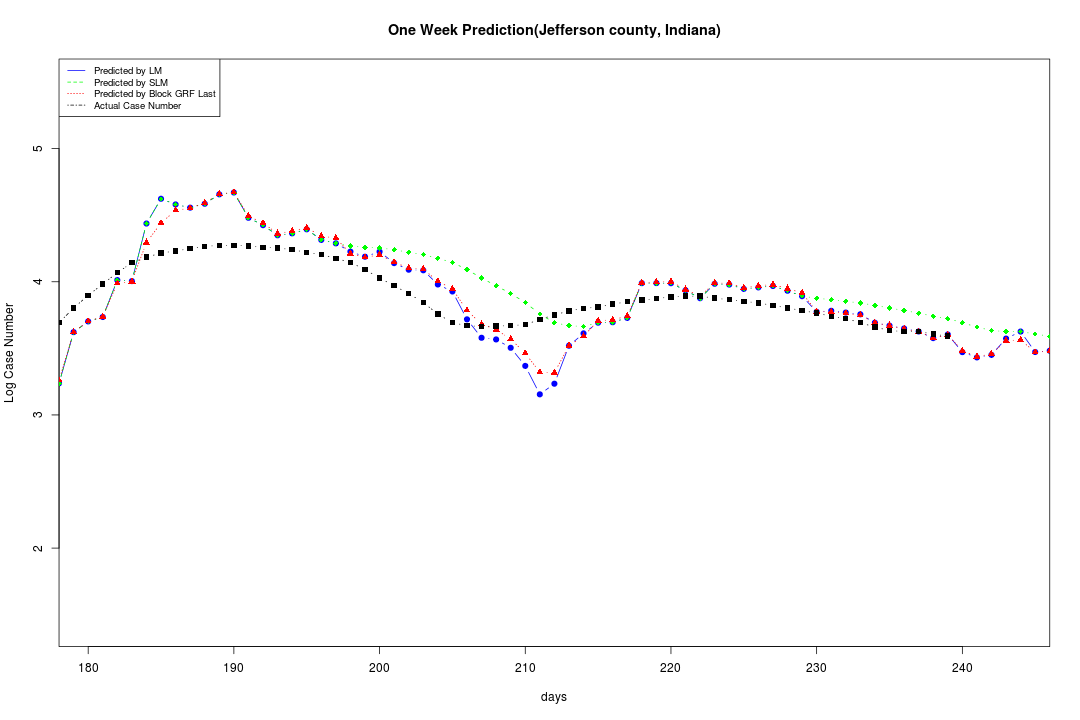 One Week Prediction(Jefferson county, Indiana)
Predicted by LM
Predicted by SLM
Predicted by Block GRF Last
Actual Case Number
5
4
3
2
Log Case Number
180 190 200 210 220 230 240
days